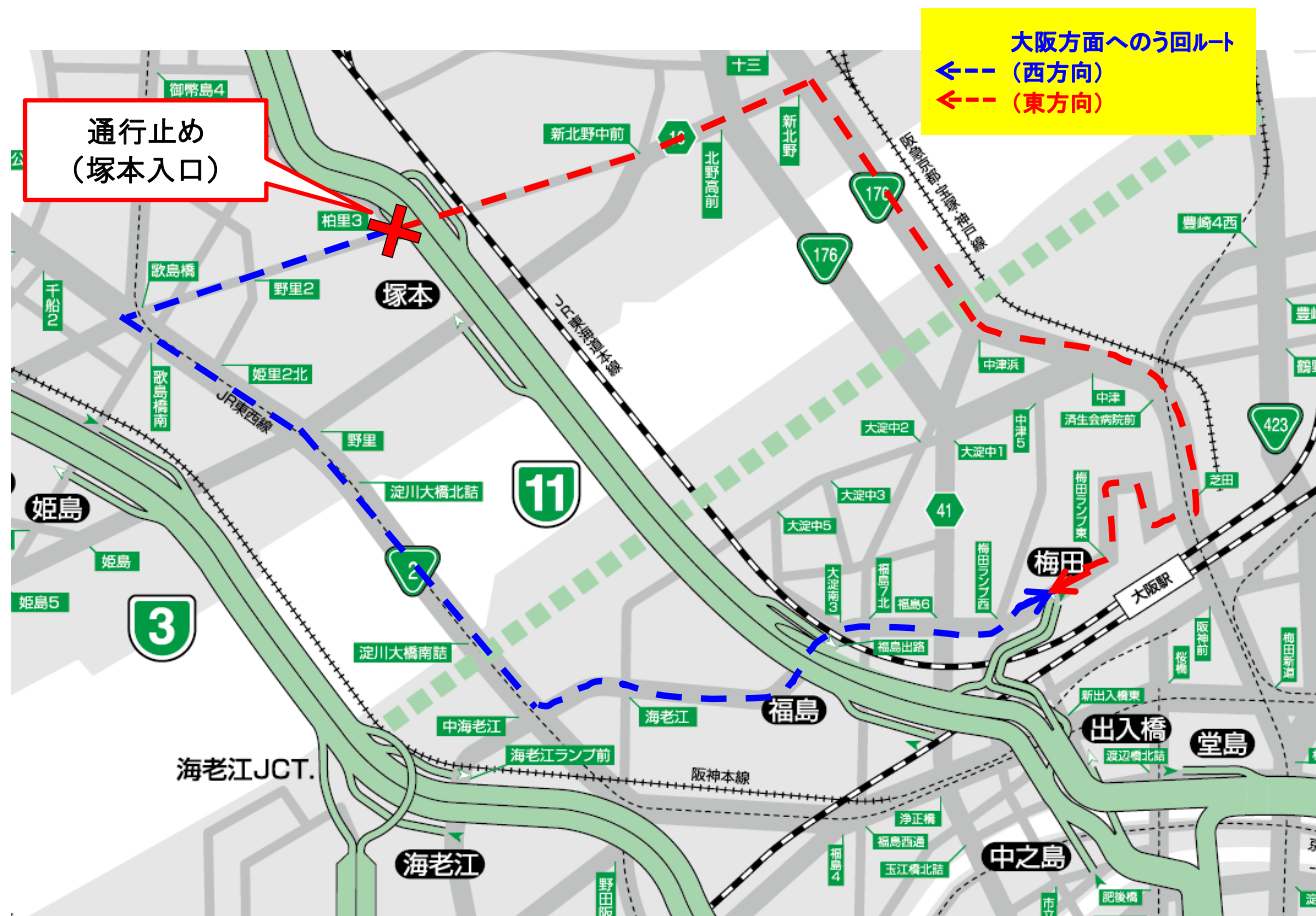 大阪方面へのう回ルート
(西方向)
(東方向)
通行止め
(塚本入口)
御幣島4
公
十三
新北野中前
16
北野高前
新北野
176
阪急京都・宝塚・神戸線
豊崎4西
176
柏里3
歌島橋
野里2
塚本
千船2
歌島橋南
姫里2北
JR東西線
野里
JR東海道本線
中津浜
中津
済生会病院前
鶴野
423
大淀中2
大淀中1
中津5
淀川大橋北詰
11
大淀中3
大淀中5
41
梅田ランプ東
芝田
姫島
姫島
姫島5
3
2
大淀南3
福島7北
福島6
梅田ランプ西
梅田
大阪駅
福島出路
淀川大橋南詰
阪神前
桜橋
梅田新道
海老江
福島
新出入橋東
中海老江
出入橋
堂島
海老江ランプ前
渡辺橋北詰
海老江JCT.
阪神本線
浄正橋
福島西通
福島4
玉江橋北詰
中之島
海老江
野田阪
肥後橋
市立